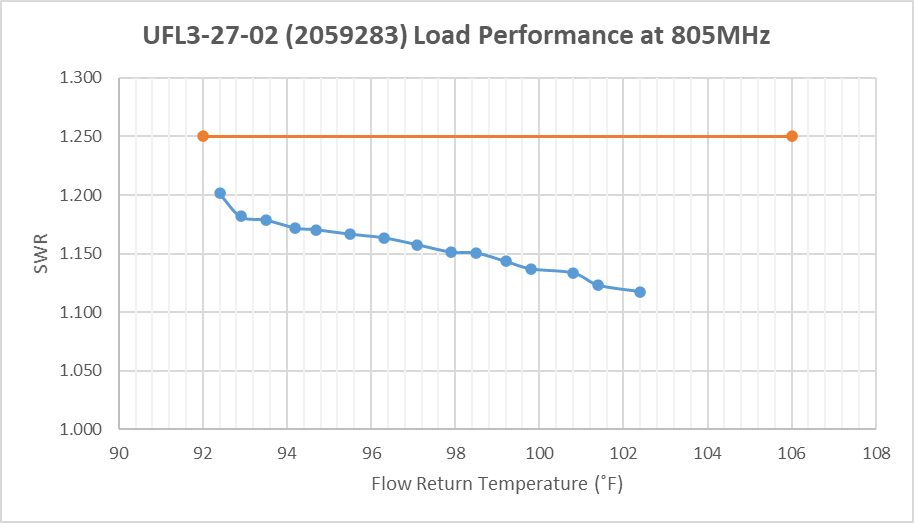 UFL3-27-02 (2059283) Load Performance at 805MHz
1.300
1.250
1.200
1.150
1.100
1.050
1.000
SWR
90 92 94 96 98 100 102 104 106 108
Flow Return Temperature (˚F)